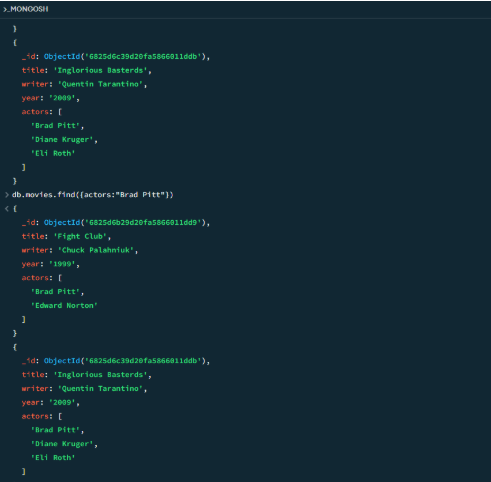 >_MONGOSH
}
{
_id: ObjectId('6825d6c39d20fa5866011ddb'),
title: 'Inglorious Basterds',
writer: 'Quentin Tarantino',
year: '2009',
actors: [
'Brad Pitt',
'Diane Kruger',
'Eli Roth'
]
}
> db.movies.find({actors:"Brad Pitt"})
< {
_id: ObjectId('6825d6b29d20fa5866011dd9'),
title: 'Fight Club',
writer: 'Chuck Palahniuk',
year: '1999',
actors: [
'Brad Pitt',
'Edward Norton'
]
}
{
_id: ObjectId('6825d6c39d20fa5866011ddb'),
title: 'Inglorious Basterds',
writer: 'Quentin Tarantino',
year: '2009',
actors: [
'Brad Pitt',
'Diane Kruger',
'Eli Roth'
]